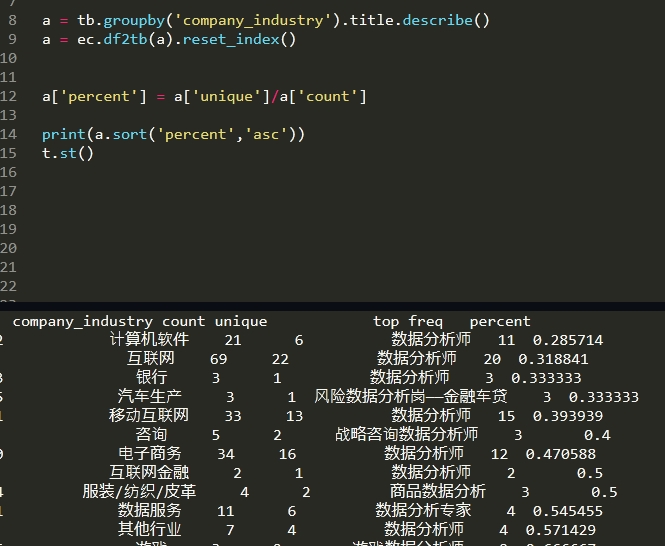 8 a = tb.groupby('company_industry').title.describe()
9 a = ec.df2tb(a).reset_index()
10
11
12 a['percent'] = a['unique']/a['count']
13
14 print(a.sort('percent','asc'))
15 t.st()
16
17
18
19
20
21
22
company_industry count unique top freq percent
计算机软件 21 6 数据分析师 11 0.285714
互联网 69 22 数据分析师 20 0.318841
银行 3 1 数据分析师 3 0.333333
汽车生产 3 1 风险数据分析岗—金融车贷 3 0.333333
移动互联网 33 13 数据分析师 15 0.393939
咨询 5 2 战略咨询数据分析师 3 0.4
电子商务 34 16 数据分析师 12 0.470588
互联网金融 2 1 数据分析师 2 0.5
服装/纺织/皮革 4 2 商品数据分析 3 0.5
数据服务 11 6 数据分析专家 4 0.545455
其他行业 7 4 数据分析师 4 0.571429